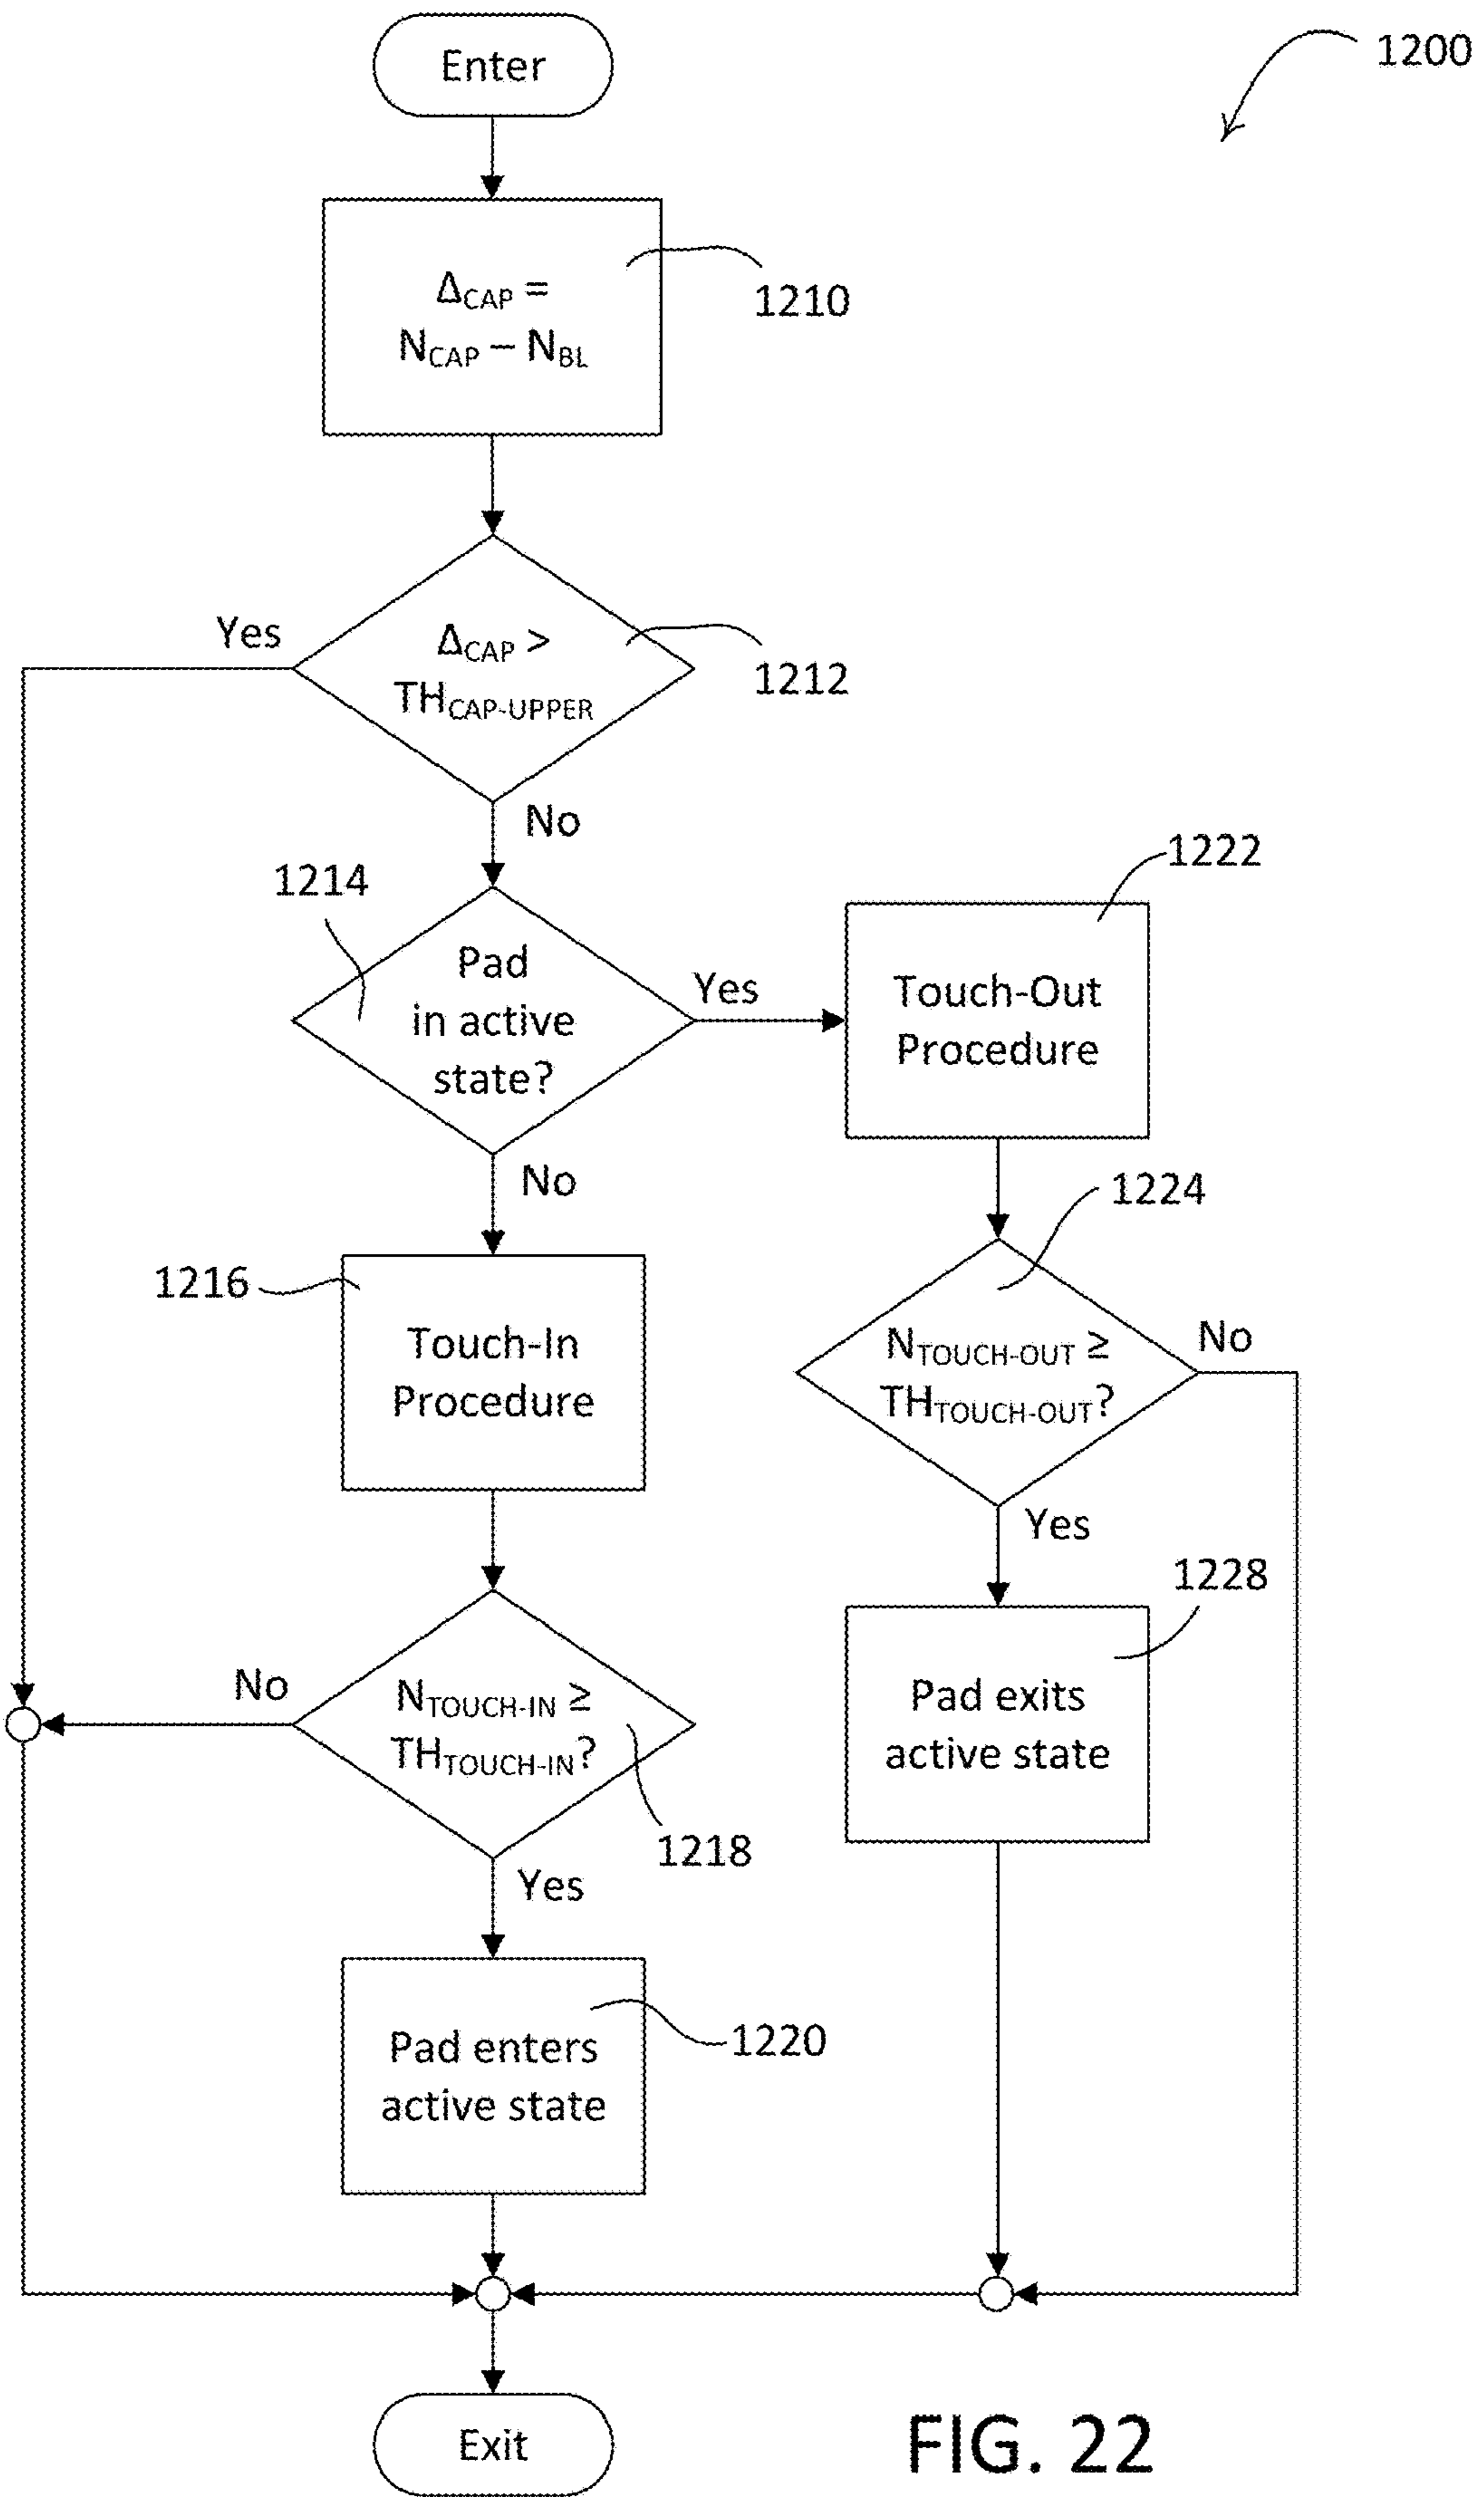 Enter
1200
ΔCAP =
NCAP – NBL
1210
Yes
ΔCAP >
THCAP-UPPER
1212
No
1214
Pad
in active
state?
Yes
1222
Touch-Out
Procedure
No
1224
1216
Touch-In
Procedure
NTOUCH-OUT ≥
THTOUCH-OUT?
No
Yes
1228
No
NTOUCH-IN ≥
THTOUCH-IN?
Pad exits
active state
1218
Yes
Pad enters
active state
1220
Exit
FIG. 22